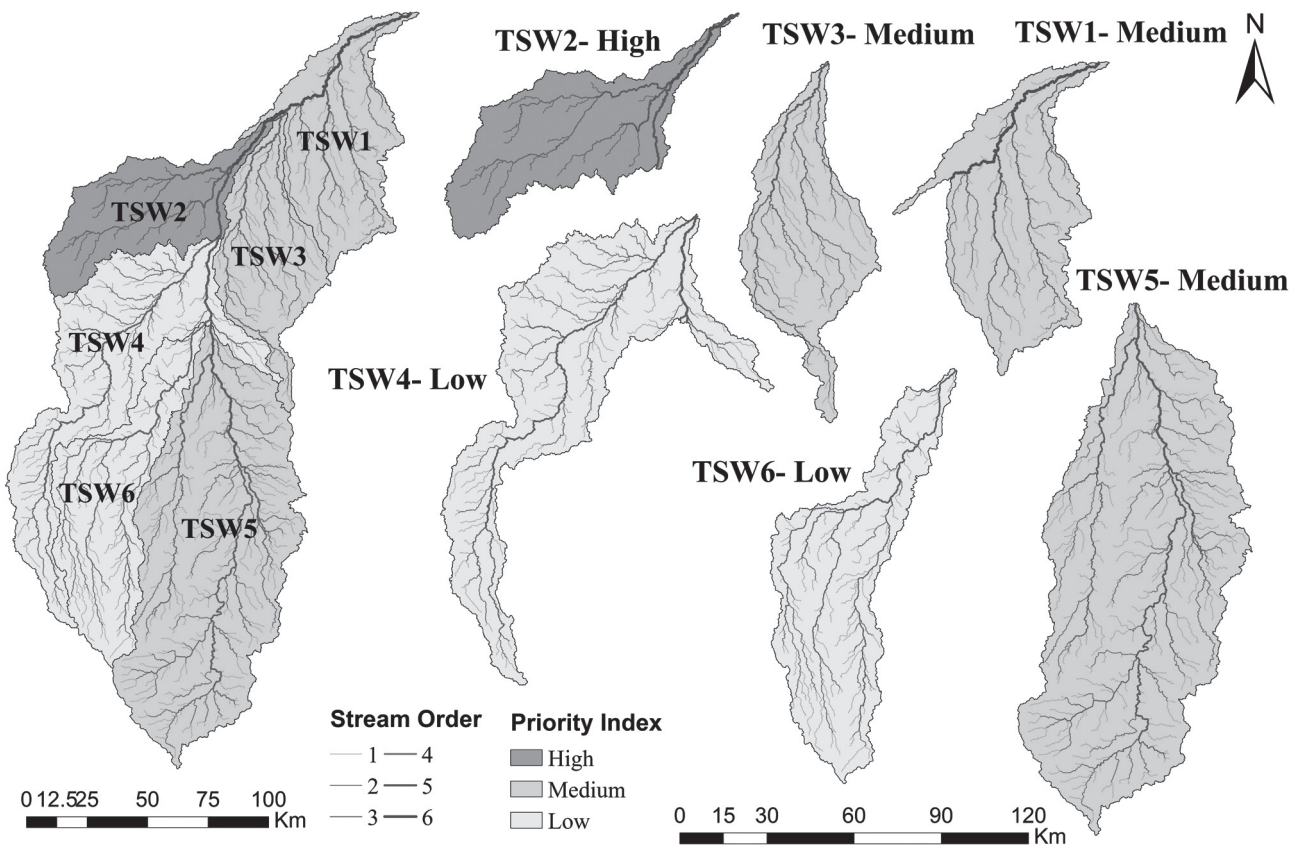 TSW2- High
TSW3- Medium
TSW1- Medium
N
TSW1
TSW2
TSW3
TSW5- Medium
TSW4
TSW4- Low
TSW6- Low
TSW6
TSW5
Stream Order
1 4
2 5
3 6
Priority Index
High
Medium
Low
0 12.525 50 75 100
Km
0 15 30 60 90 120
Km